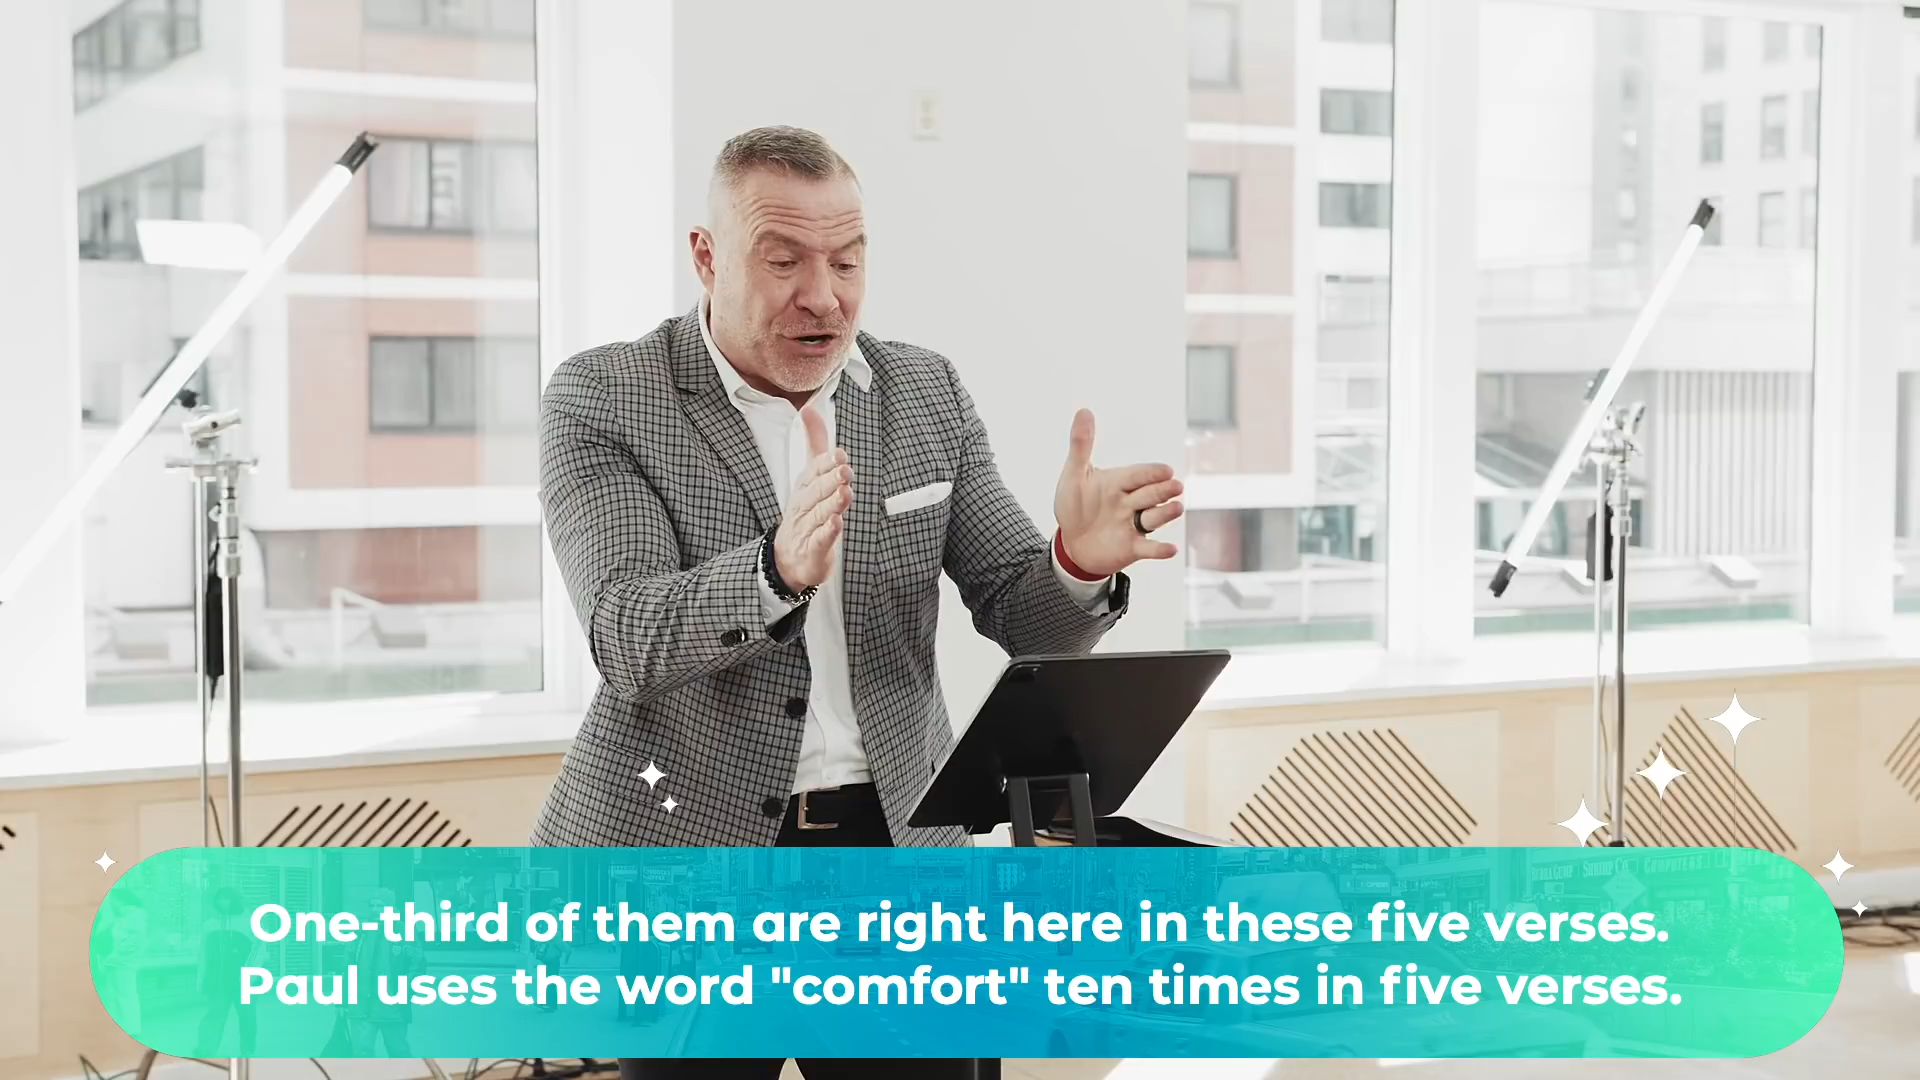 One-third of them are right here in these five verses.
Paul uses the word "comfort" ten times in five verses.